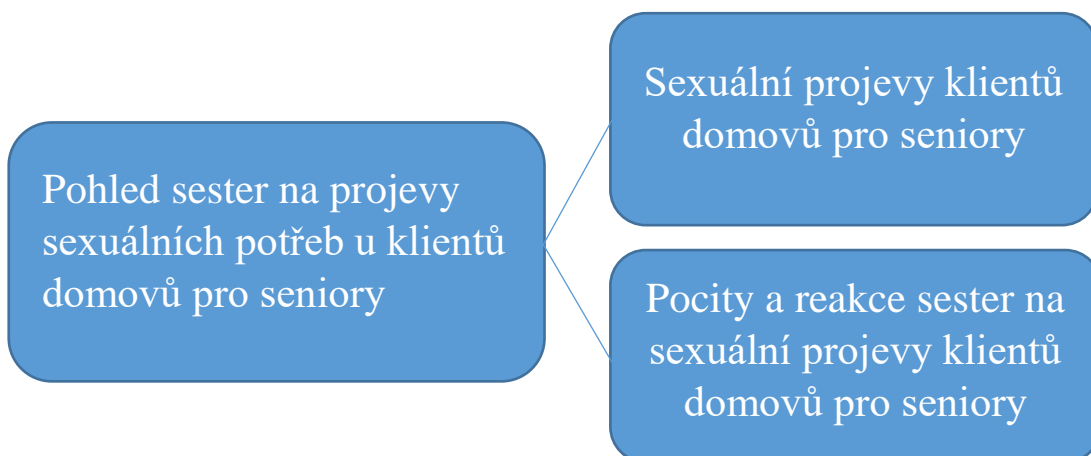 Pohled sester na projevy
sexuálních potřeb u klientů
domovů pro seniory
Sexuální projevy klientů
domovů pro seniory
Pocity a reakce sester na
sexuální projevy klientů
domovů pro seniory